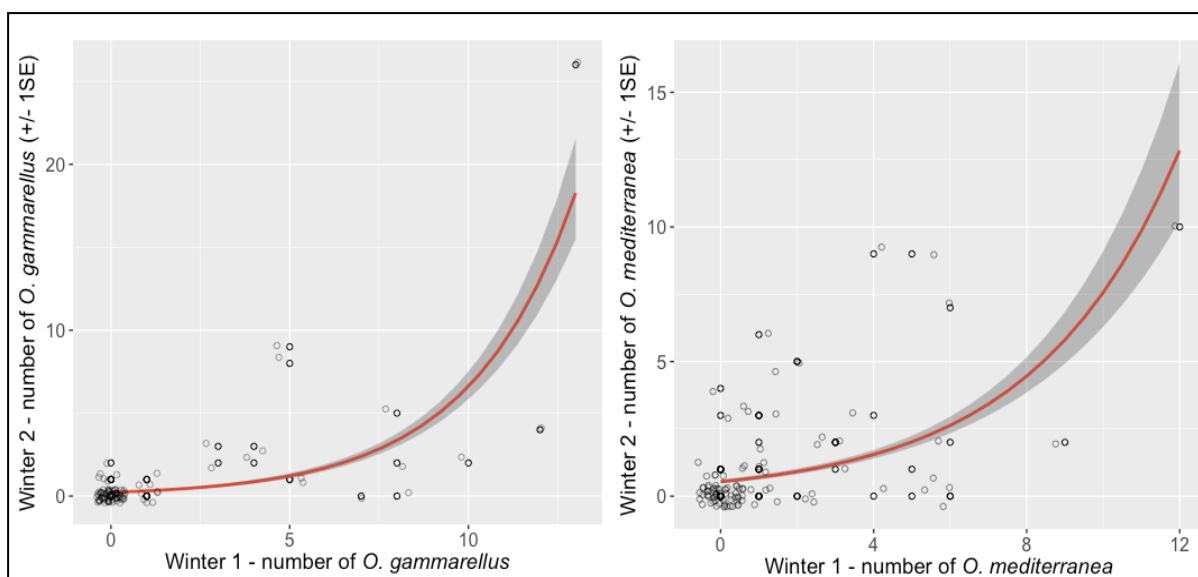 Winter 2 - number of O. gammarellus (+/- 1SE)
20
10
0
0 5 10
Winter 1 - number of O. gammarellus
Winter 2 - number of O. mediterranea (+/- 1SE)
15
10
5
0
0 4 8 12
Winter 1 - number of O. mediterranea